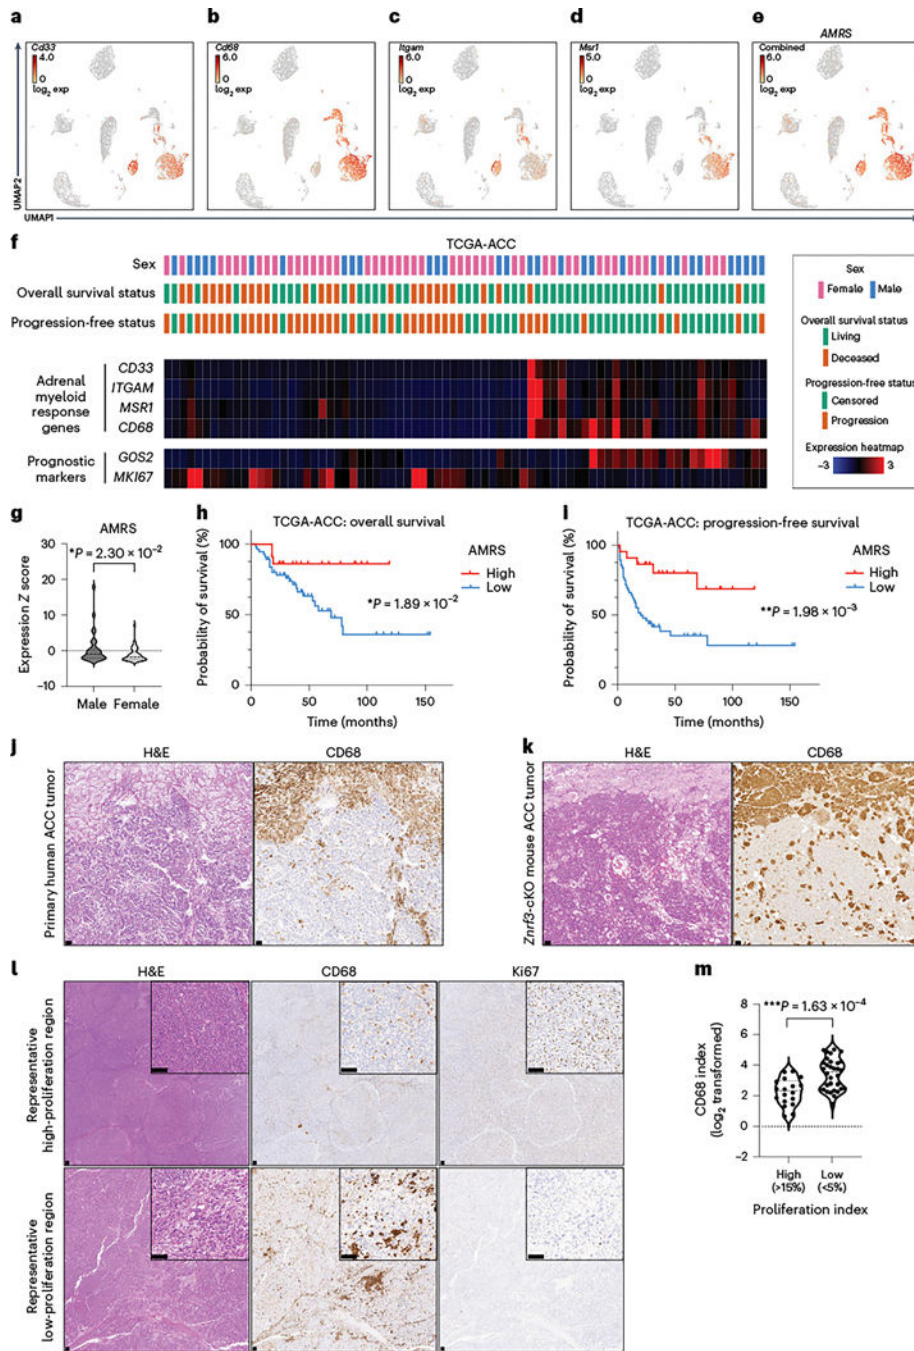 a b c d e
AMRS
Cd33 Cd68 Itgam Msr1 Combined
4.0 6.0 6.0 5.0 6.0
0 0 0 0 0
log2 exp log2 exp log2 exp log2 exp log2 exp
UMAP2
UMAP1
f
TCGA-ACC
Sex
Overall survival status
Progression-free status
Adrenal
myeloid
response
genes
CD33
ITGAM
MSR1
CD68
Prognostic
markers
GOS2
MKI67
Sex
Female Male
Overall survival status
Living
Deceased
Progression-free status
Censored
Progression
Expression heatmap
−3 3
g
AMRS
*P = 2.30 × 10−2
Expression Z score
30
20
10
0
−10
Male Female
h
TCGA-ACC: overall survival
Probability of survival (%)
100
50
0
AMRS
High
Low
*P = 1.89 × 10−2
0 50 100 150
Time (months)
I
TCGA-ACC: progression-free survival
Probability of survival (%)
100
50
0
AMRS
High
Low
**P = 1.98 × 10−3
0 50 100 150
Time (months)
j
H&E CD68
Primary human ACC tumor
k
H&E CD68
Znrf3-cKO mouse ACC tumor
l
H&E CD68 Ki67
Representative
high-proliferation region
Representative
low-proliferation region
m
***P = 1.63 × 10−4
CD68 index
(log2 transformed)
8
6
4
2
0
−2
High Low
(>15%) (<5%)
Proliferation index